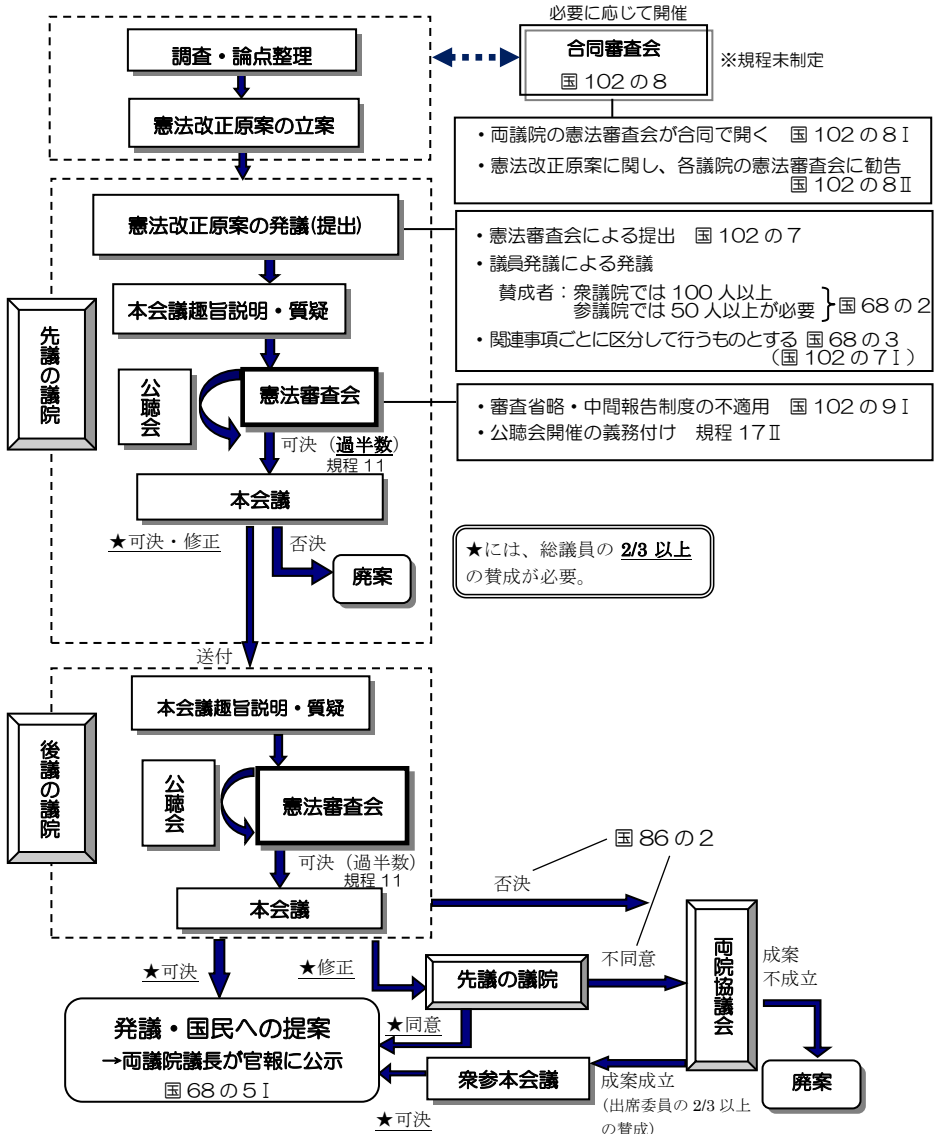 必要に応じて開催
調査・論点整理
合同審査会
国 102 の 8
※規程未制定
憲法改正原案の立案
・両議院の憲法審査会が合同で開く 国 102 の 8Ⅰ
・憲法改正原案に関し、各議院の憲法審査会に勧告
国 102 の 8Ⅱ
先議の議院
憲法改正原案の発議(提出)
・憲法審査会による提出 国 102 の 7
・議員発議による発議
賛成者：衆議院では 100 人以上
参議院では 50 人以上が必要
国 68 の 2
・関連事項ごとに区分して行うものとする 国 68 の 3
（国 102 の 7Ⅰ）
本会議趣旨説明・質疑
公聴会
憲法審査会
・審査省略・中間報告制度の不適用 国 102 の 9Ⅰ
・公聴会開催の義務付け 規程 17Ⅱ
可決（過半数）
規程 11
本会議
★可決・修正
否決
廃案
★には、総議員の 2/3 以上
の賛成が必要。
送付
後議の議院
本会議趣旨説明・質疑
公聴会
憲法審査会
可決（過半数）
規程 11
国 86 の 2
否決
本会議
★可決
★修正
先議の議院
不同意
両院協議会
成案
不成立
発議・国民への提案
→両議院議長が官報に公示
国 68 の 5Ⅰ
★同意
衆参本会議
成案成立
(出席委員の 2/3 以上
の賛成)
廃案
★可決